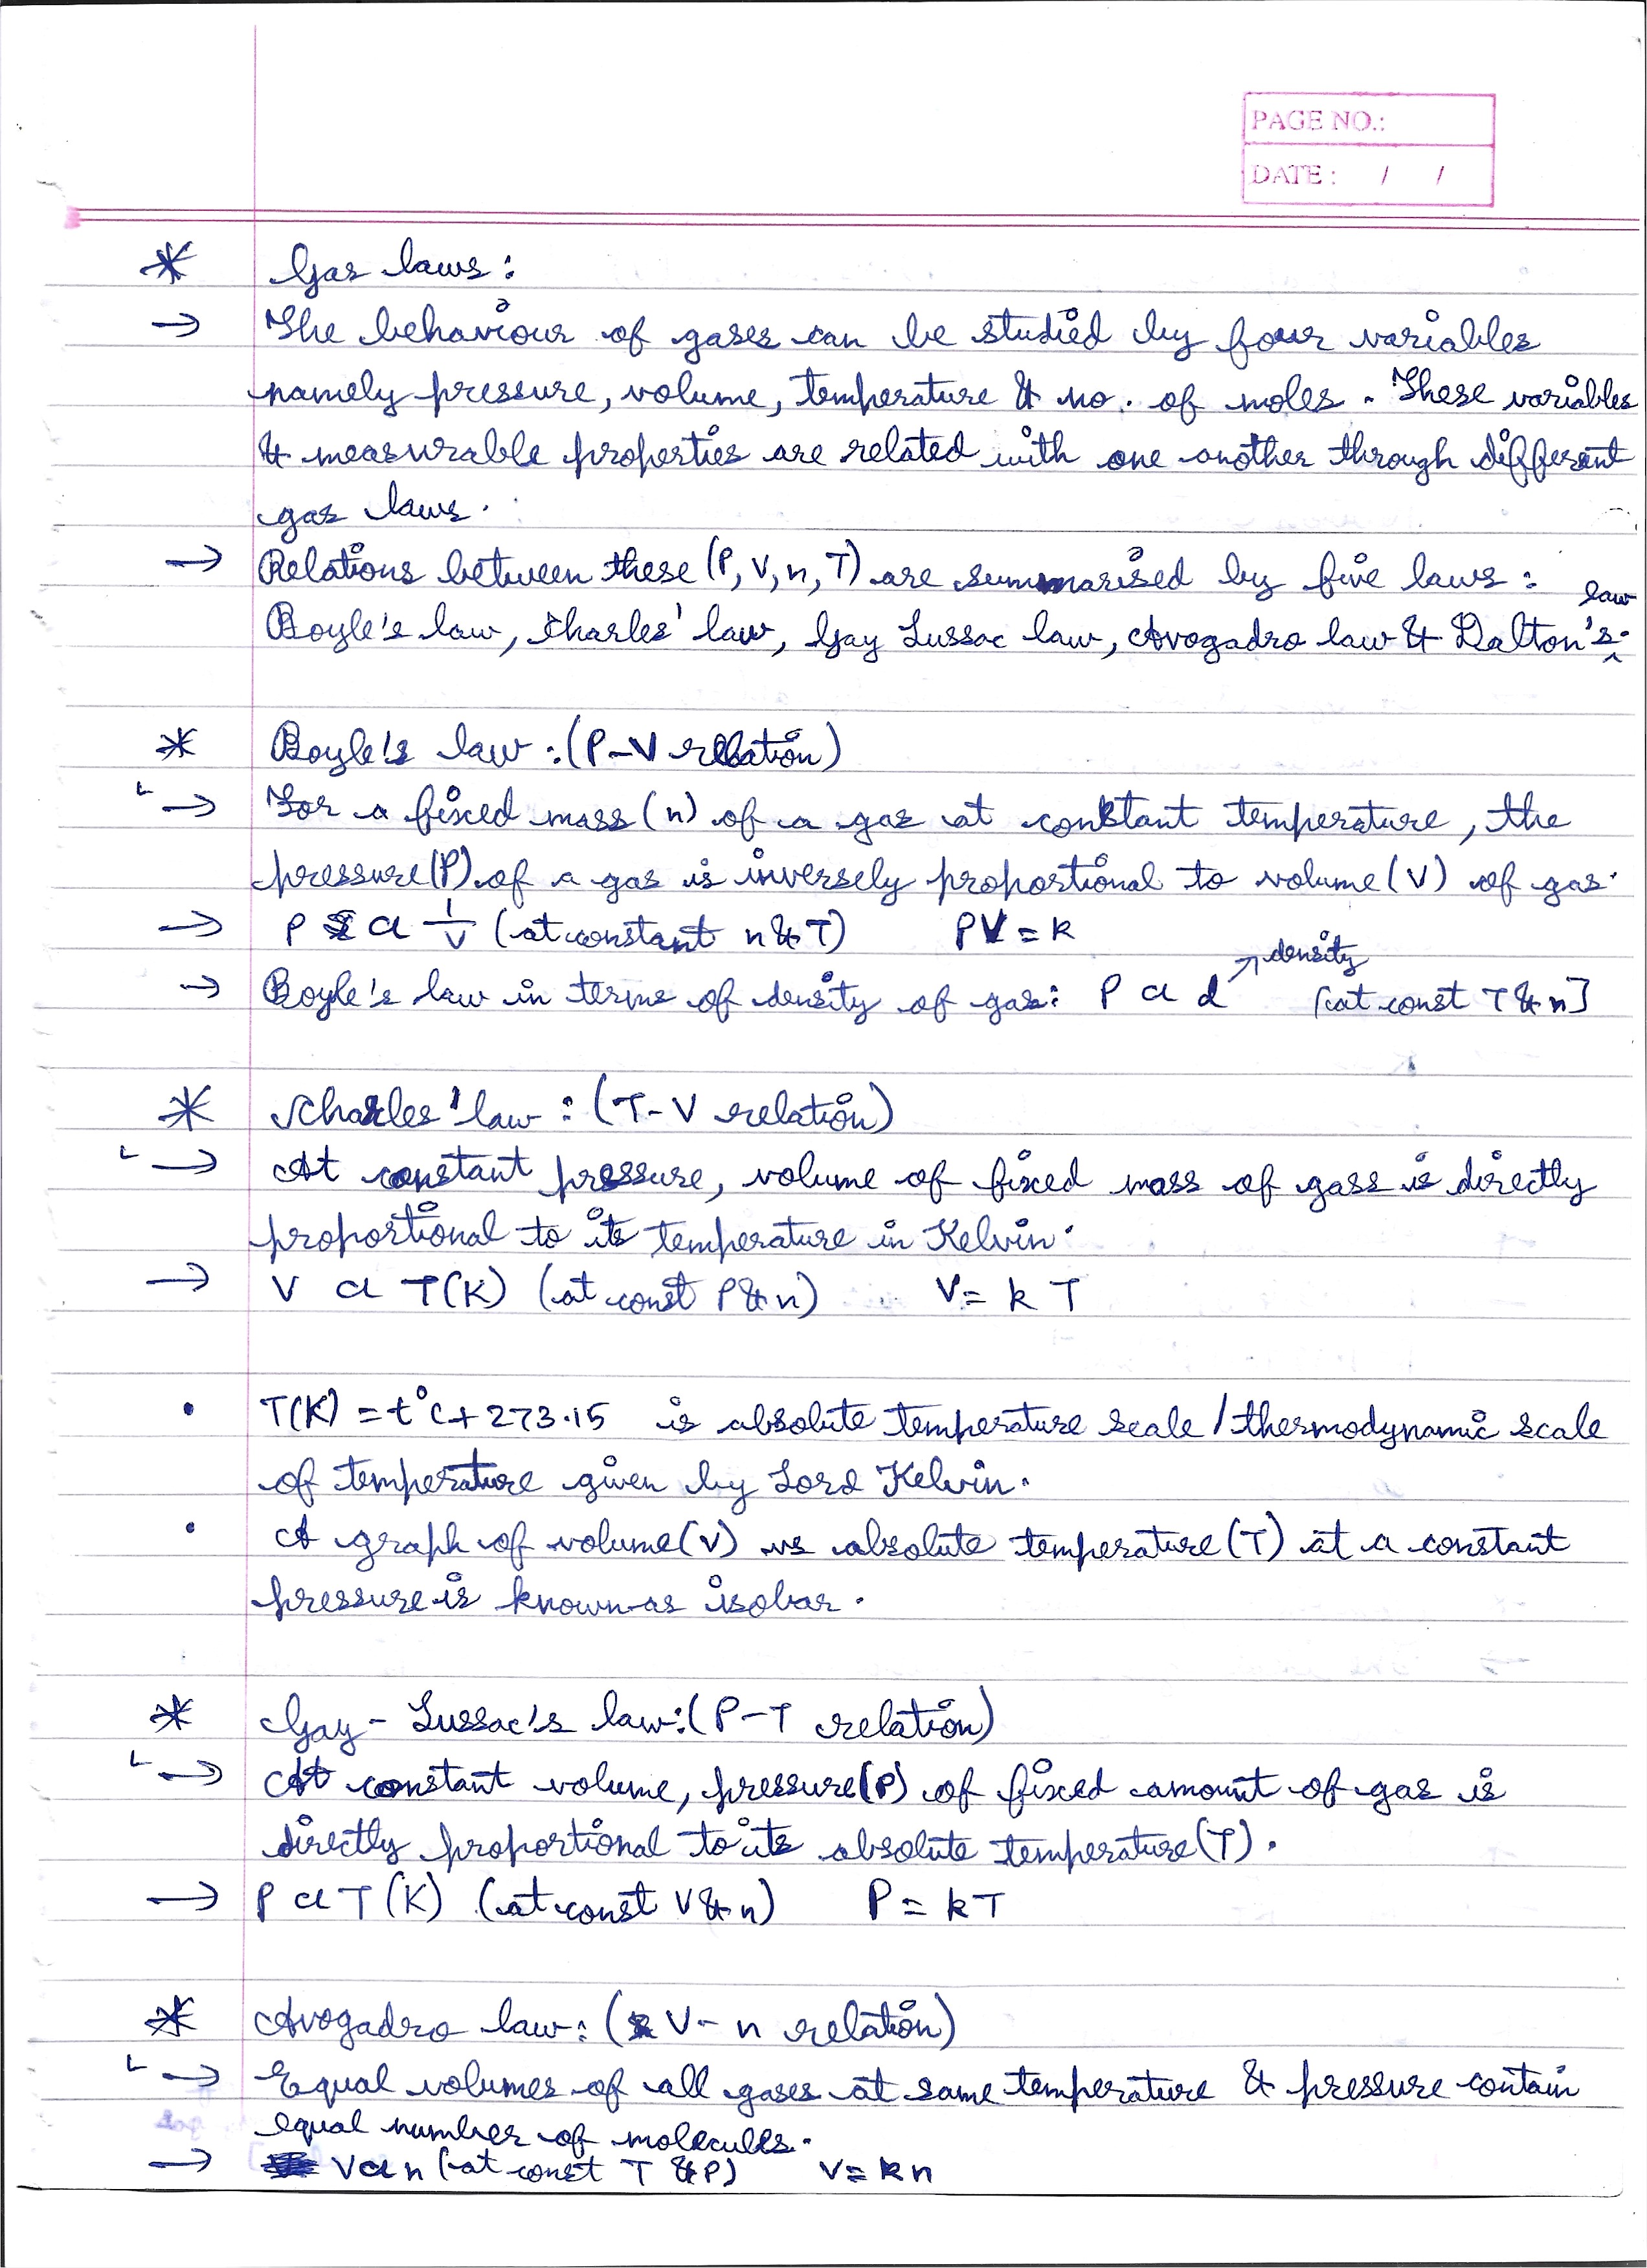 PAGE NO.:
DATE : / /
* Gas laws :
→ The behaviour of gases can be studied by four variables
namely pressure, volume, temperature & no. of moles. These variables
& measurable properties are related with one another through different
gas laws.
→ Relations between these (P, V, n, T) are summarised by five laws :
Boyle's law, Charles' law, Gay Lussac law, Avogadro law & Dalton's law.
* Boyle's law : (P-V relation)
↳ For a fixed mass (n) of a gas at constant temperature, the
pressure (P) of a gas is inversely proportional to volume (V) of gas.
→ P α 1/V (at constant n & T) PV = k
→ Boyle's law in terms of density of gas : P α d ↗ density [at const T & n]
* Charles' law : (T-V relation)
↳ At constant pressure, volume of fixed mass of gass is directly
proportional to its temperature in Kelvin.
→ V α T(K) (at const P & n) V = k T
• T(K) = t°C + 273.15 is absolute temperature scale / thermodynamic scale
of temperature given by Lord Kelvin.
• A graph of volume (V) vs absolute temperature (T) at a constant
pressure is known as isobar.
* Gay-Lussac's law : (P-T relation)
↳ At constant volume, pressure (P) of fixed amount of gas is
directly proportional to its absolute temperature (T).
→ P α T (K) (at const V & n) P = kT
* Avogadro law : (V- n relation)
↳ Equal volumes of all gases at same temperature & pressure contain
equal number of molecules.
→ V α n (at const T & P) V = kn